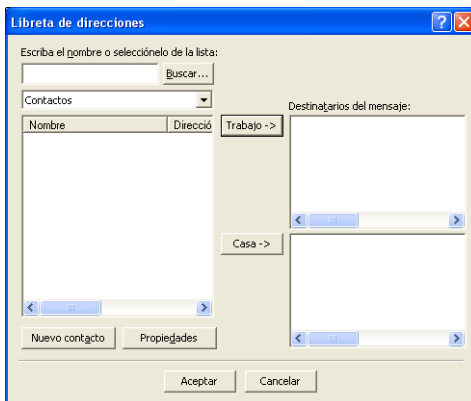 Libreta de direcciones
Escriba el nombre o selecciónelo de la lista:
Buscar...
Contactos
Destinatarios del mensaje:
Nombre Direcció
Trabajo ->
Casa ->
Nuevo contacto Propiedades
Aceptar Cancelar